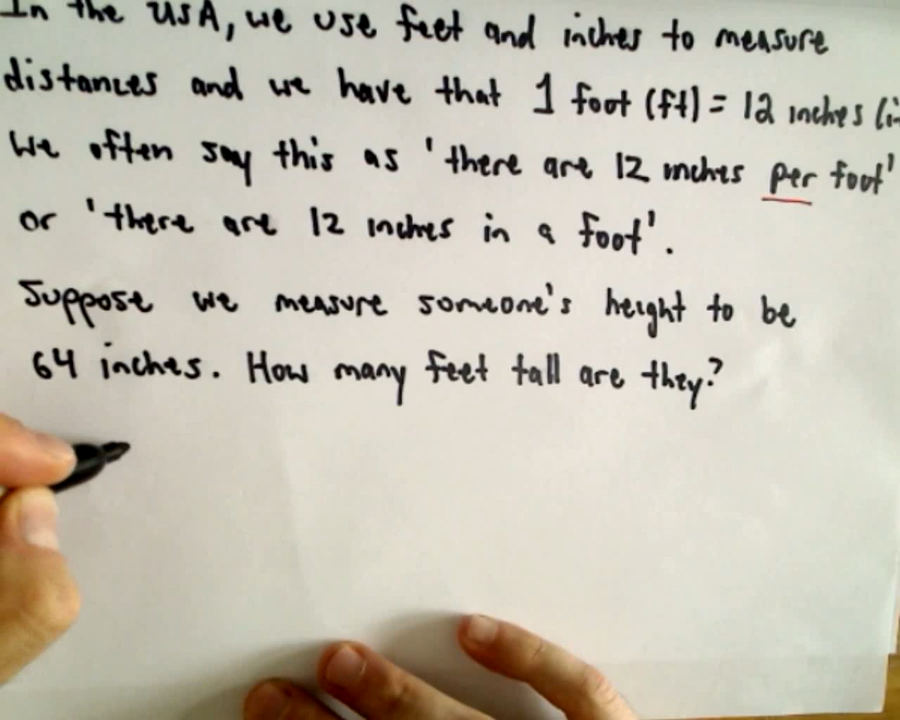 In the USA, we use feet and inches to measure
distances and we have that 1 foot (ft) = 12 inches (i
We often say this as 'there are 12 inches per foot'
or 'there are 12 inches in a foot'.
Suppose we measure someone's height to be
64 inches. How many feet tall are they?